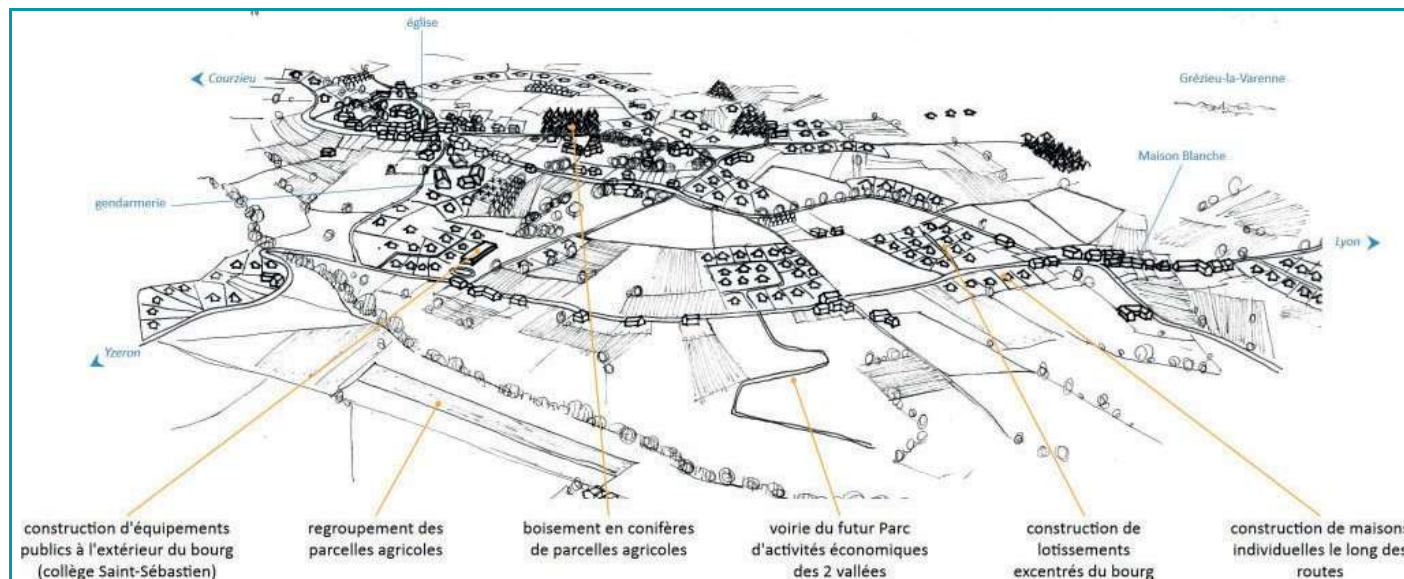 église
Courzieu
Grézieu-la-Varenne
Maison Blanche
gendarmerie
Lyon
Yzeron
construction d'équipements
publics à l'extérieur du bourg
(collège Saint-Sébastien)
regroupement des
parcelles agricoles
boisement en conifères
de parcelles agricoles
voirie du futur Parc
d'activités économiques
des 2 vallées
construction de
lotissements
excentrés du bourg
construction de maisons
individuelles le long des
routes